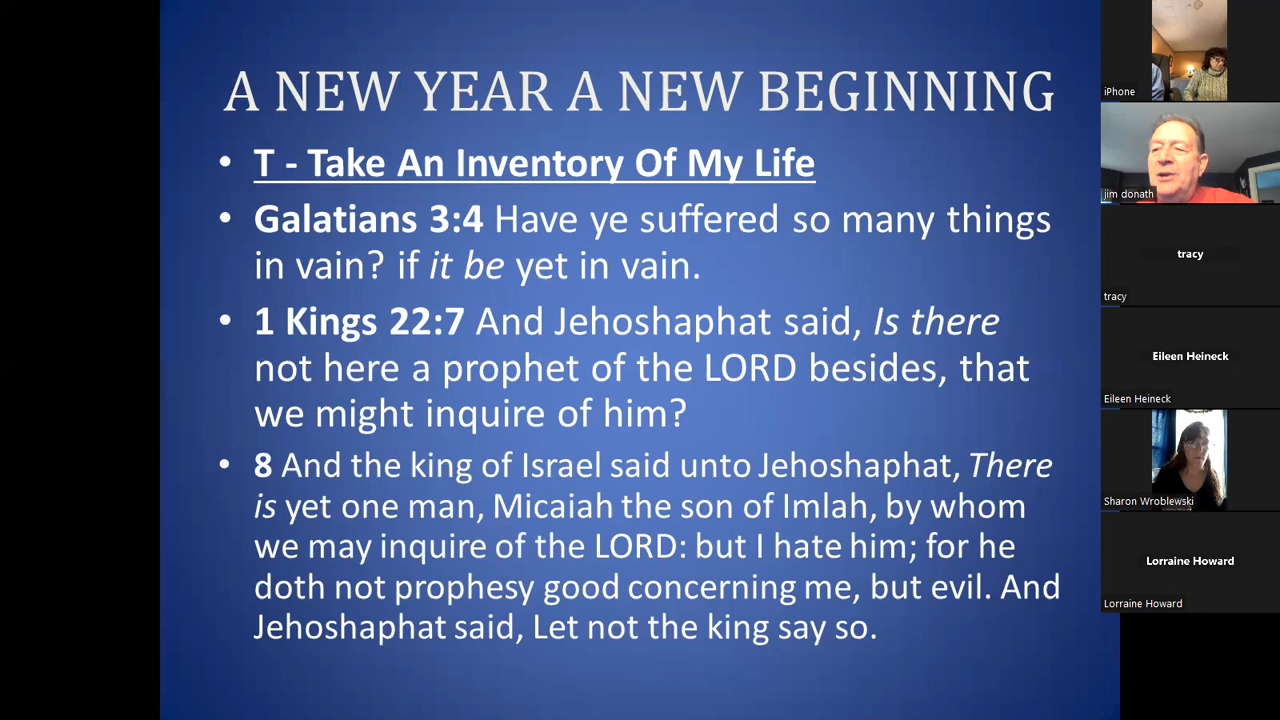 A NEW YEAR A NEW BEGINNING
• T - Take An Inventory Of My Life
• Galatians 3:4 Have ye suffered so many things
in vain? if it be yet in vain.
• 1 Kings 22:7 And Jehoshaphat said, Is there
not here a prophet of the LORD besides, that
we might inquire of him?
• 8 And the king of Israel said unto Jehoshaphat, There
is yet one man, Micaiah the son of Imlah, by whom
we may inquire of the LORD: but I hate him; for he
doth not prophesy good concerning me, but evil. And
Jehoshaphat said, Let not the king say so.
iPhone
jim donath
tracy
tracy
Eileen Heineck
Eileen Heineck
Sharon Wroblewski
Lorraine Howard
Lorraine Howard